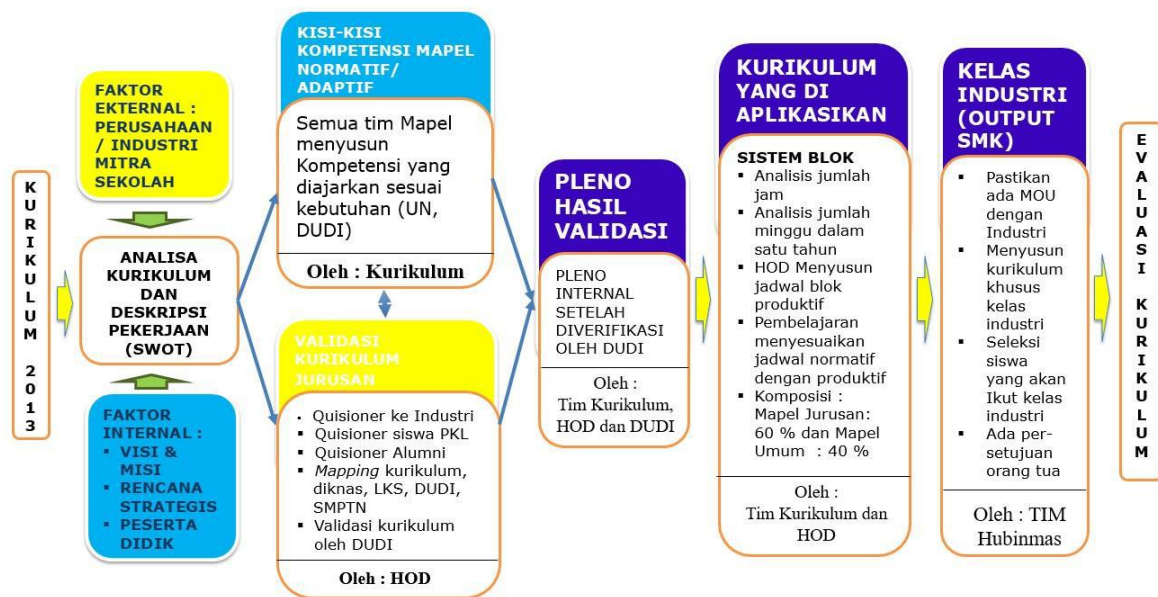 KURIKULUM 2013
FAKTOR
EKTERNAL :
PERUSAHAAN
/ INDUSTRI
MITRA
SEKOLAH
ANALISA
KURIKULUM
DAN
DESKRIPSI
PEKERJAAN
(SWOT)
FAKTOR
INTERNAL :
▪ VISI &
MISI
▪ RENCANA
STRATEGIS
▪ PESERTA
DIDIK
KISI-KISI
KOMPETENSI MAPEL
NORMATIF/
ADAPTIF
Semua tim Mapel
menyusun
Kompetensi yang
diajarkan sesuai
kebutuhan (UN,
DUDI)
Oleh : Kurikulum
VALIDASI
KURIKULUM
JURUSAN
▪ Quisioner ke Industri
▪ Quisioner siswa PKL
▪ Quisioner Alumni
▪ Mapping kurikulum,
diknas, LKS, DUDI,
SMPTN
▪ Validasi kurikulum
oleh DUDI
Oleh : HOD
PLENO
HASIL
VALIDASI
PLENO
INTERNAL
SETELAH
DIVERIFIKASI
OLEH DUDI
Oleh :
Tim Kurikulum,
HOD dan DUDI
KURIKULUM
YANG DI
APLIKASIKAN
SISTEM BLOK
▪ Analisis jumlah
jam
▪ Analisis jumlah
minggu dalam
satu tahun
▪ HOD Menyusun
jadwal blok
produktif
▪ Pembelajaran
menyesuaikan
jadwal normatif
dengan produktif
▪ Komposisi :
Mapel Jurusan:
60 % dan Mapel
Umum : 40 %
Oleh :
Tim Kurikulum dan
HOD
KELAS
INDUSTRI
(OUTPUT
SMK)
▪ Pastikan
ada MOU
dengan
Industri
▪ Menyusun
kurikulum
khusus
kelas
industri
▪ Seleksi
siswa
yang akan
Ikut kelas
industri
▪ Ada per-
setujuan
orang tua
Oleh : TIM
Hubinmas
EVALUASI KURIKULUM